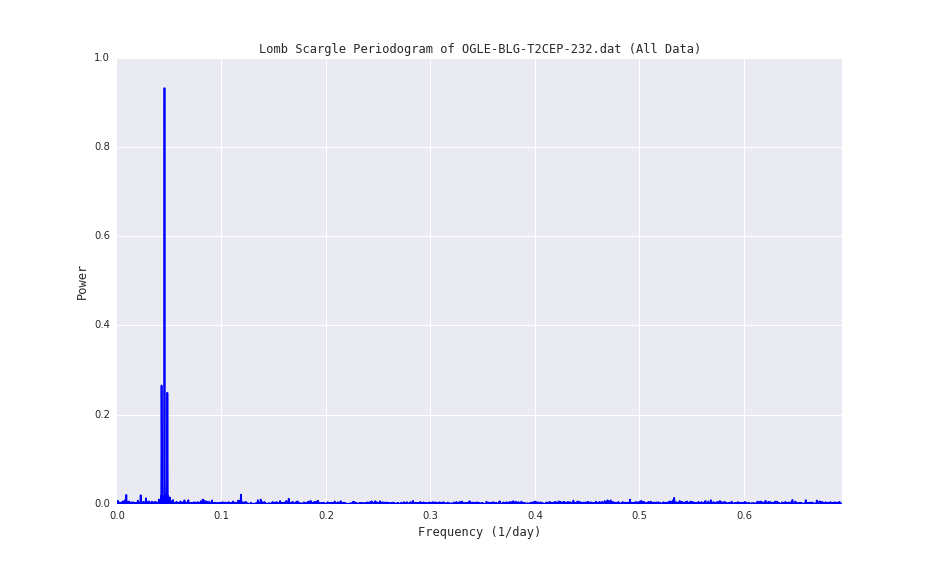 Lomb Scargle Periodogram of OGLE-BLG-T2CEP-232.dat (All Data)
1.0
0.8
0.6
0.4
0.2
0.0
Power
0.0 0.1 0.2 0.3 0.4 0.5 0.6
Frequency (1/day)